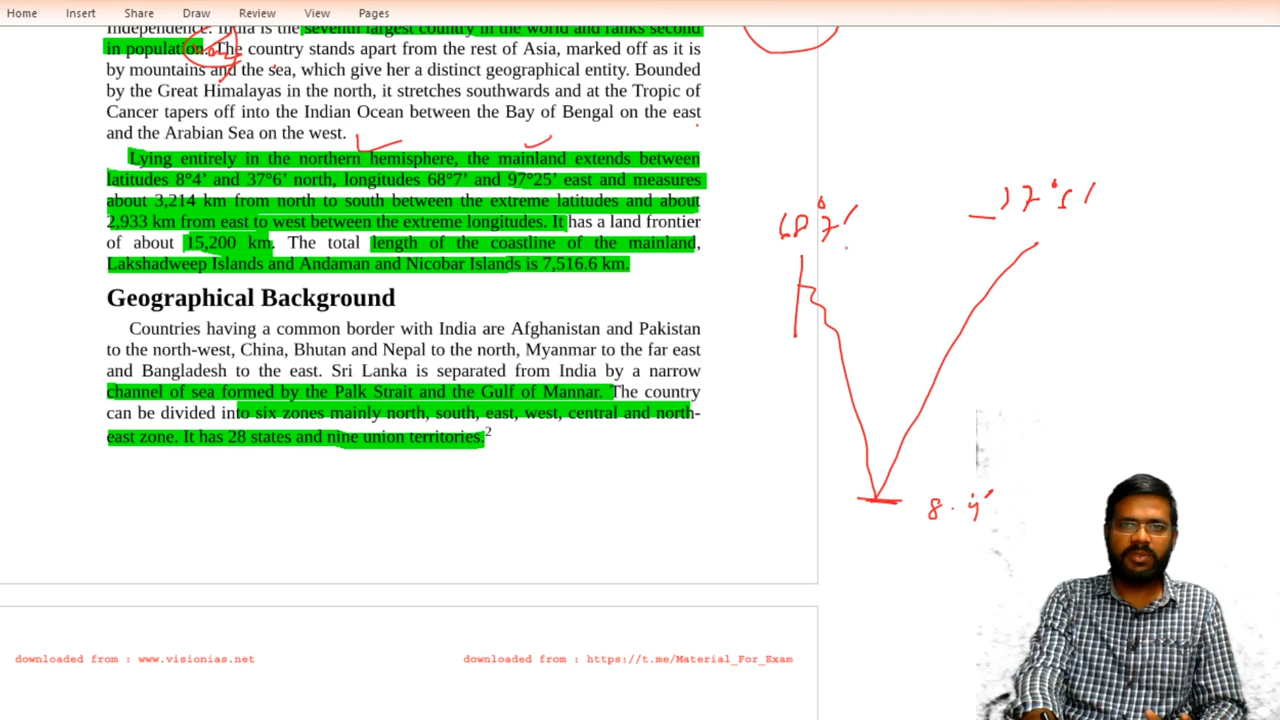 Home Insert Share Draw Review View Pages
Independence. India is the seventh largest country in the world and ranks second
in population. The country stands apart from the rest of Asia, marked off as it is
by mountains and the sea, which give her a distinct geographical entity. Bounded
by the Great Himalayas in the north, it stretches southwards and at the Tropic of
Cancer tapers off into the Indian Ocean between the Bay of Bengal on the east
and the Arabian Sea on the west.
Lying entirely in the northern hemisphere, the mainland extends between
latitudes 8°4’ and 37°6’ north, longitudes 68°7’ and 97°25’ east and measures
about 3,214 km from north to south between the extreme latitudes and about
2,933 km from east to west between the extreme longitudes. It has a land frontier
of about 15,200 km. The total length of the coastline of the mainland,
Lakshadweep Islands and Andaman and Nicobar Islands is 7,516.6 km.
68°7'
8.4'
Geographical Background
Countries having a common border with India are Afghanistan and Pakistan
to the north-west, China, Bhutan and Nepal to the north, Myanmar to the far east
and Bangladesh to the east. Sri Lanka is separated from India by a narrow
channel of sea formed by the Palk Strait and the Gulf of Mannar. The country
can be divided into six zones mainly north, south, east, west, central and north-
east zone. It has 28 states and nine union territories.2
downloaded from : www.visionias.net
downloaded from : https://t.me/Material_For_Exam